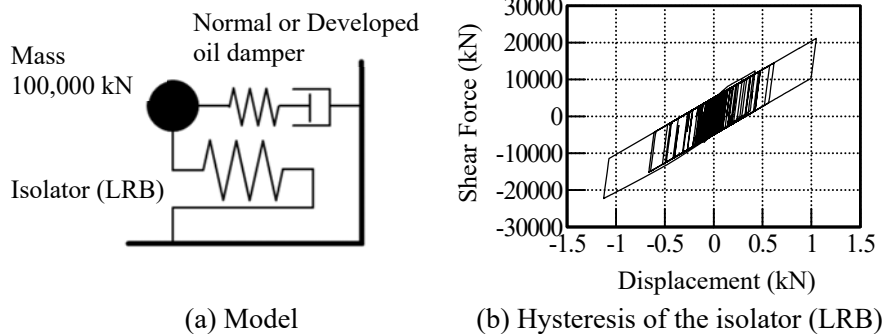 Normal or Developed
oil damper
Mass
100,000 kN
Isolator (LRB)
(a) Model
Shear Force (kN)
30000
20000
10000
0
-10000
-20000
-30000
-1.5 -1 -0.5 0 0.5 1 1.5
Displacement (kN)
(b) Hysteresis of the isolator (LRB)